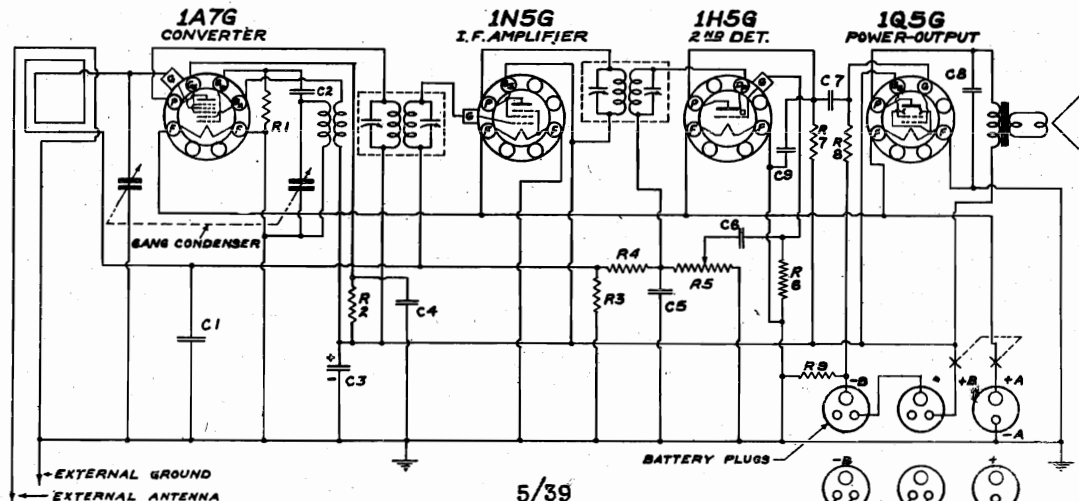 1A7G
CONVERTER
1N5G
I.F. AMPLIFIER
1H5G
2ND DET.
1Q5G
POWER-OUTPUT
G
P
F
F
R1
C2
G
P
F
F
P
F
F
G
C7
R7
R8
C9
P
G
F
F
C8
GANG CONDENSER
C6
R4
R5
R3
C5
R6
C1
R2
C4
+
-
C3
R9
-B
+B
+A
-A
BATTERY PLUGS
EXTERNAL GROUND
EXTERNAL ANTENNA
5/39
-B
+